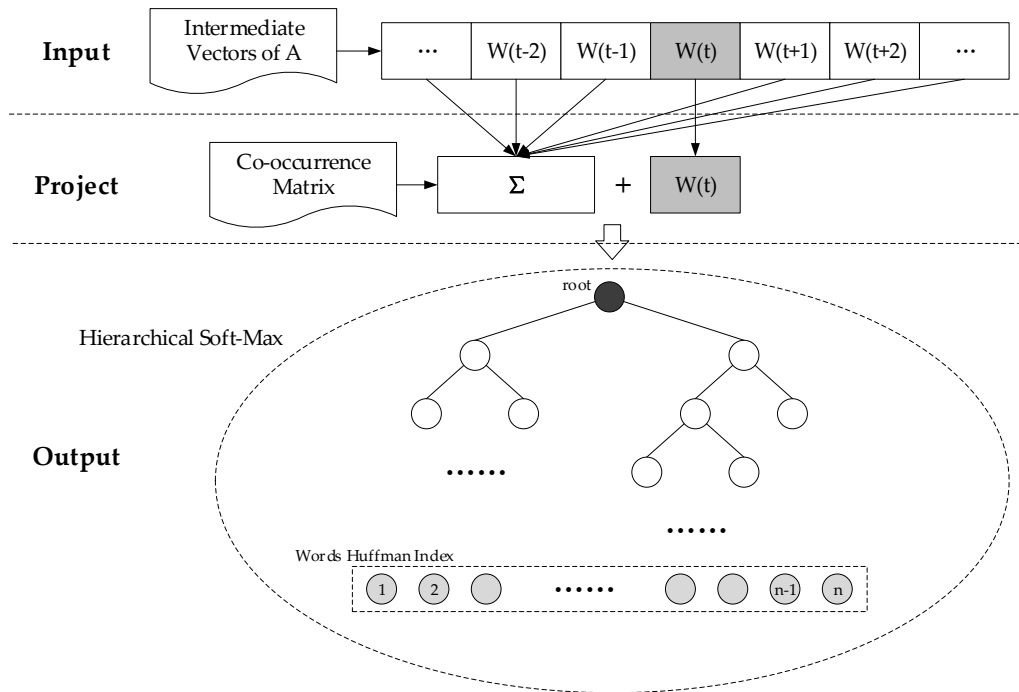 Input
Intermediate
Vectors of A
... W(t-2) W(t-1) W(t) W(t+1) W(t+2) ...
Project
Co-occurrence
Matrix
Σ + W(t)
root
Hierarchical Soft-Max
Output
......
......
Words Huffman Index
1 2 ...... n-1 n